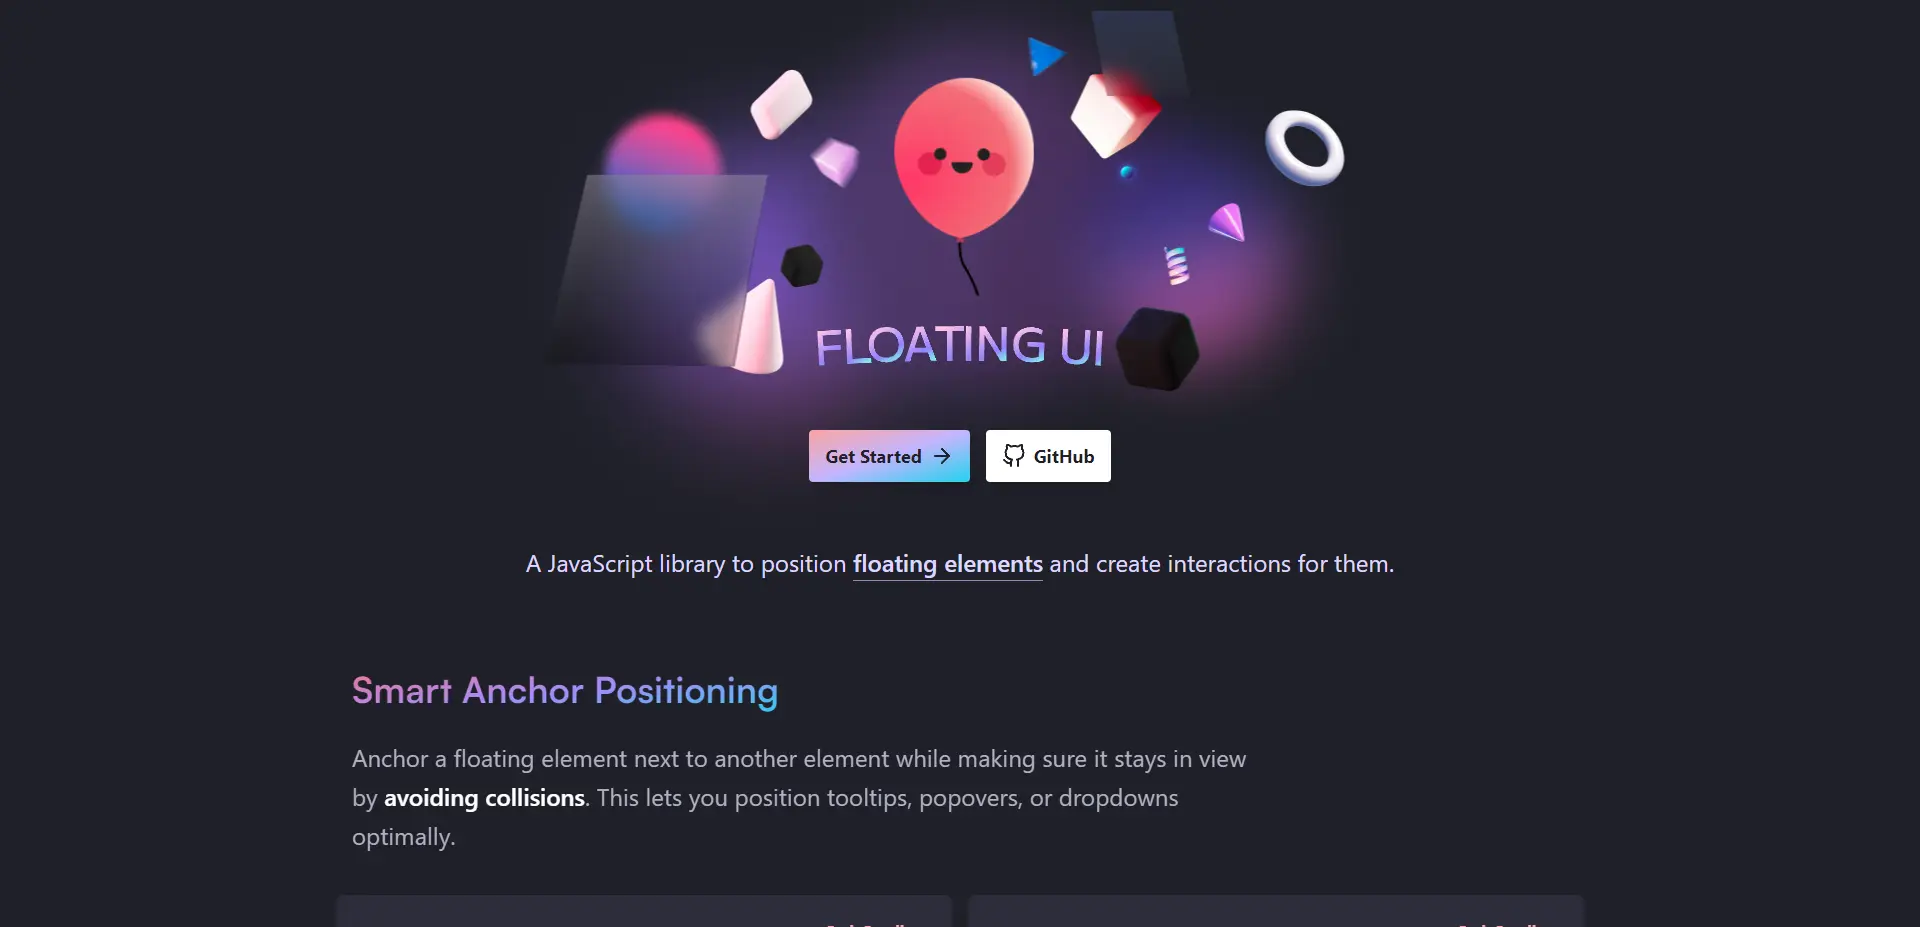 FLOATING UI
Get Started
GitHub
A JavaScript library to position floating elements and create interactions for them.
Smart Anchor Positioning
Anchor a floating element next to another element while making sure it stays in view
by avoiding collisions. This lets you position tooltips, popovers, or dropdowns
optimally.